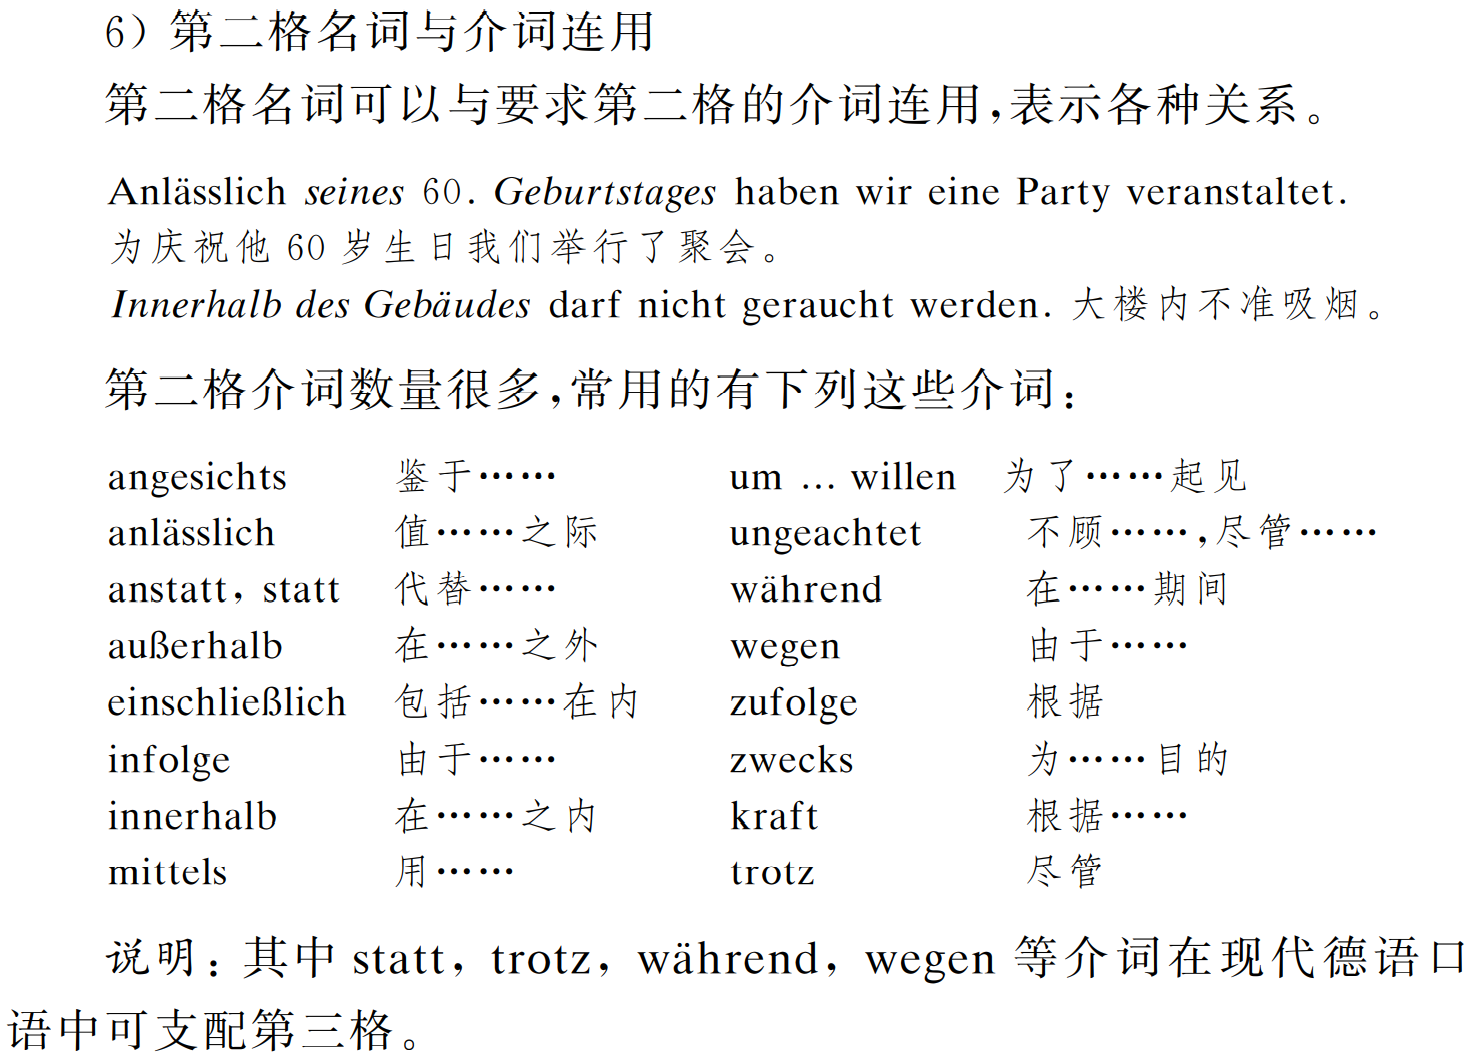 6）第二格名词与介词连用
第二格名词可以与要求第二格的介词连用,表示各种关系。
Anlässlich seines 60. Geburtstages haben wir eine Party veranstaltet.
为庆祝他 60 岁生日我们举行了聚会。
Innerhalb des Gebäudes darf nicht geraucht werden. 大楼内不准吸烟。
第二格介词数量很多,常用的有下列这些介词：
angesichts 鉴于…… um ... willen 为了……起见
anlässlich 值……之际 ungeachtet 不顾……,尽管……
anstatt, statt 代替…… während 在……期间
außerhalb 在……之外 wegen 由于……
einschließlich 包括……在内 zufolge 根据
infolge 由于…… zwecks 为……目的
innerhalb 在……之内 kraft 根据……
mittels 用…… trotz 尽管
说明：其中 statt, trotz, während, wegen 等介词在现代德语口
语中可支配第三格。